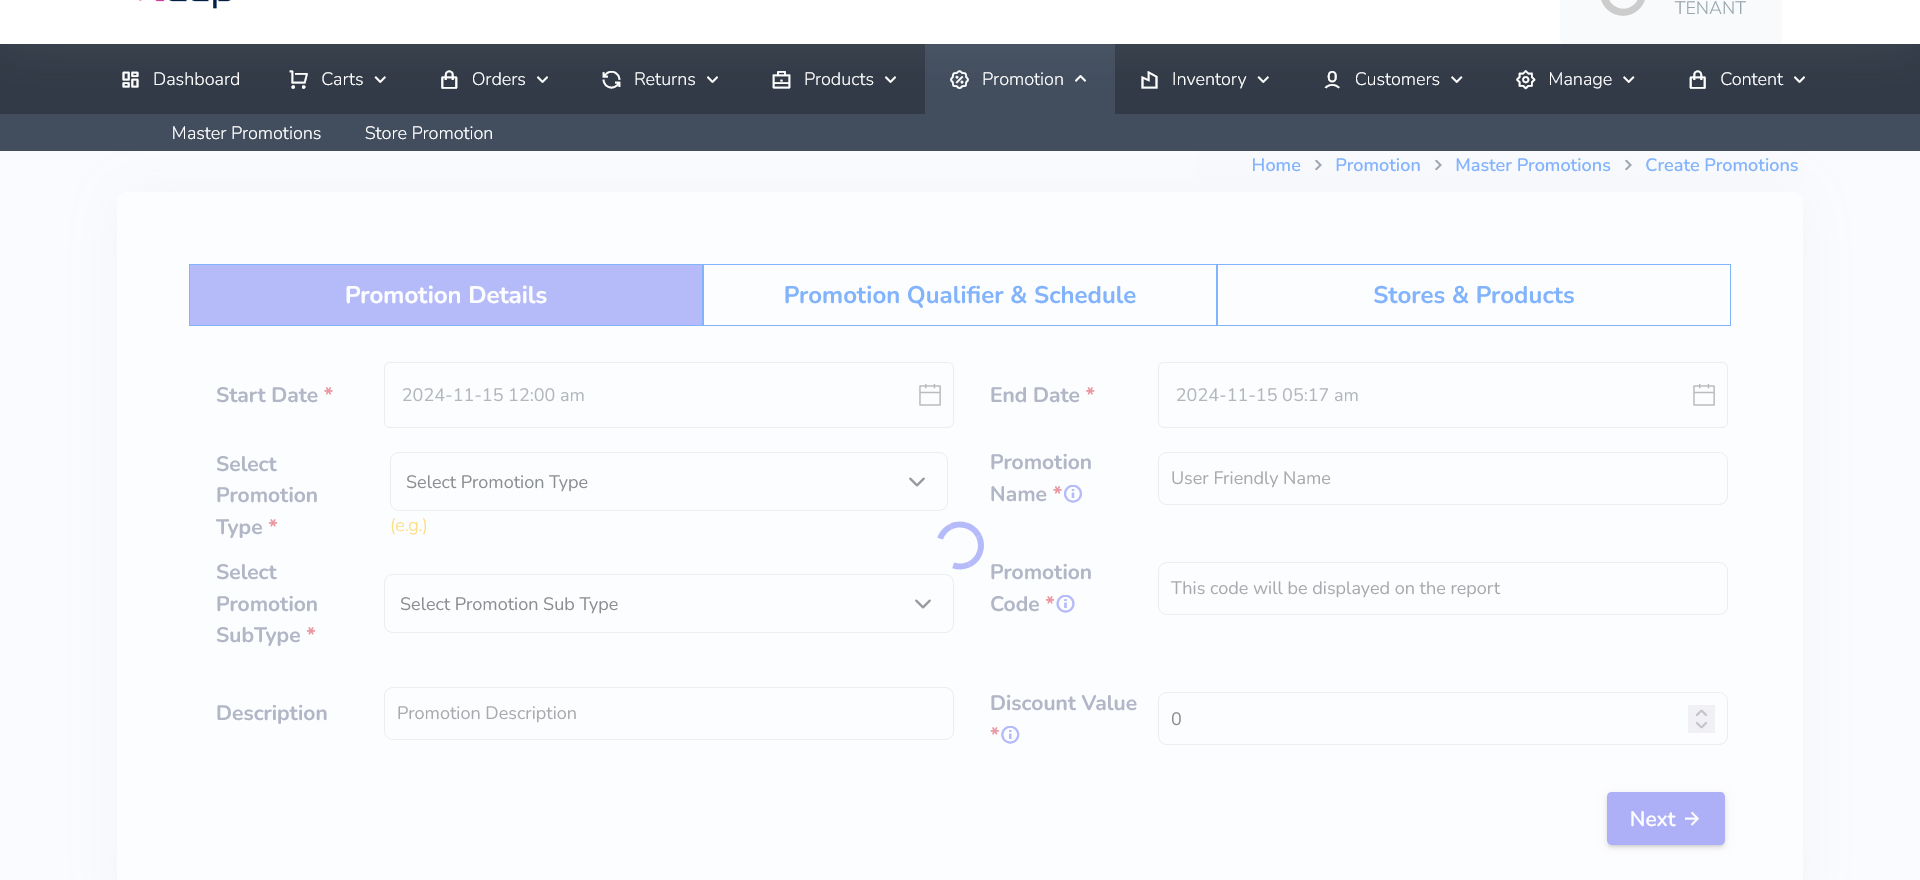 TENANT
Dashboard
Carts
Orders
Returns
Products
Promotion
Inventory
Customers
Manage
Content
Master Promotions
Store Promotion
Home > Promotion > Master Promotions > Create Promotions
Promotion Details
Promotion Qualifier & Schedule
Stores & Products
Start Date *
2024-11-15 12:00 am
End Date *
2024-11-15 05:17 am
Select
Promotion
Type *
Select Promotion Type
(e.g.)
Promotion
Name *
User Friendly Name
Select
Promotion
SubType *
Select Promotion Sub Type
Promotion
Code *
This code will be displayed on the report
Description
Promotion Description
Discount Value
*
0
Next →